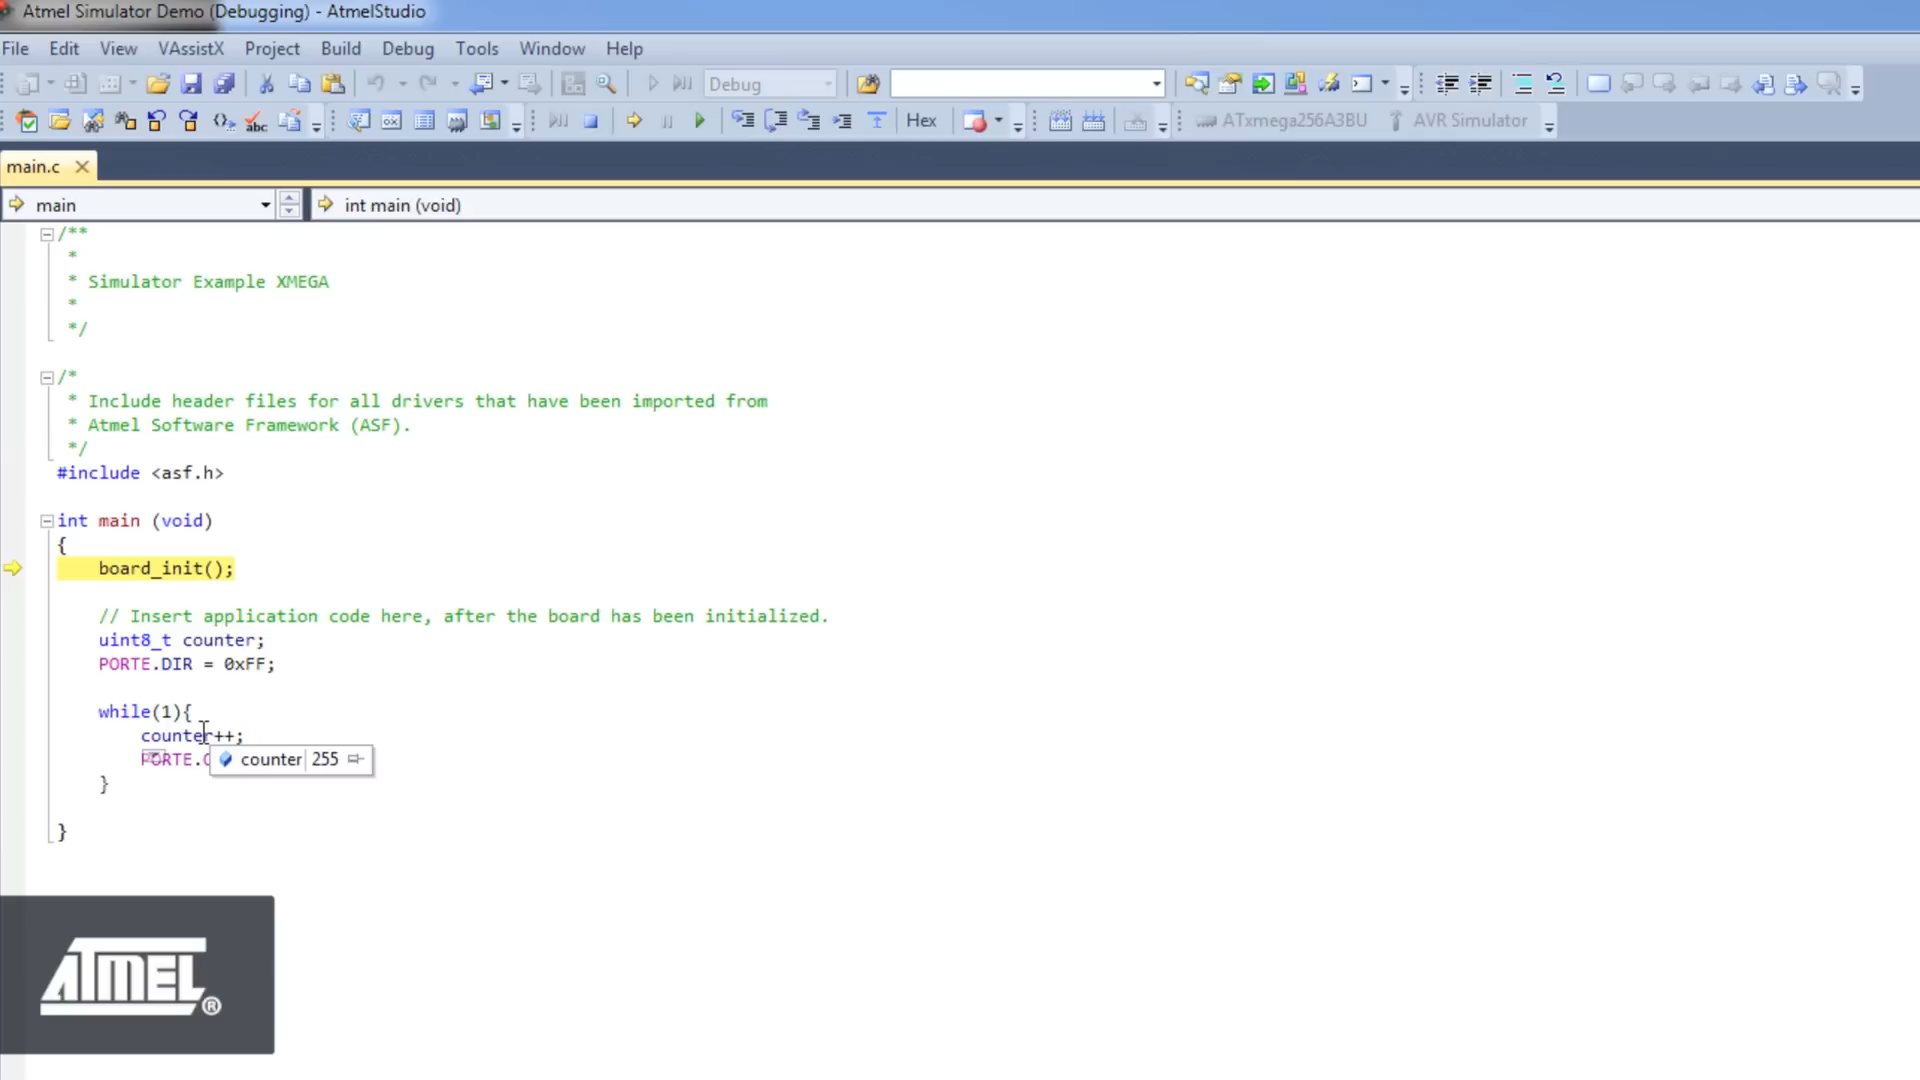 Atmel Simulator Demo (Debugging) - AtmelStudio
File Edit View VAssistX Project Build Debug Tools Window Help
Debug
abc Hex ATxmega256A3BU AVR Simulator
main.c
main int main (void)
/**
*
* Simulator Example XMEGA
*
*/
/*
* Include header files for all drivers that have been imported from
* Atmel Software Framework (ASF).
*/
#include <asf.h>
int main (void)
{
board_init();
// Insert application code here, after the board has been initialized.
uint8_t counter;
PORTE.DIR = 0xFF;
while(1){
counter++;
PORTE.
counter 255
}
}
ATMEL®